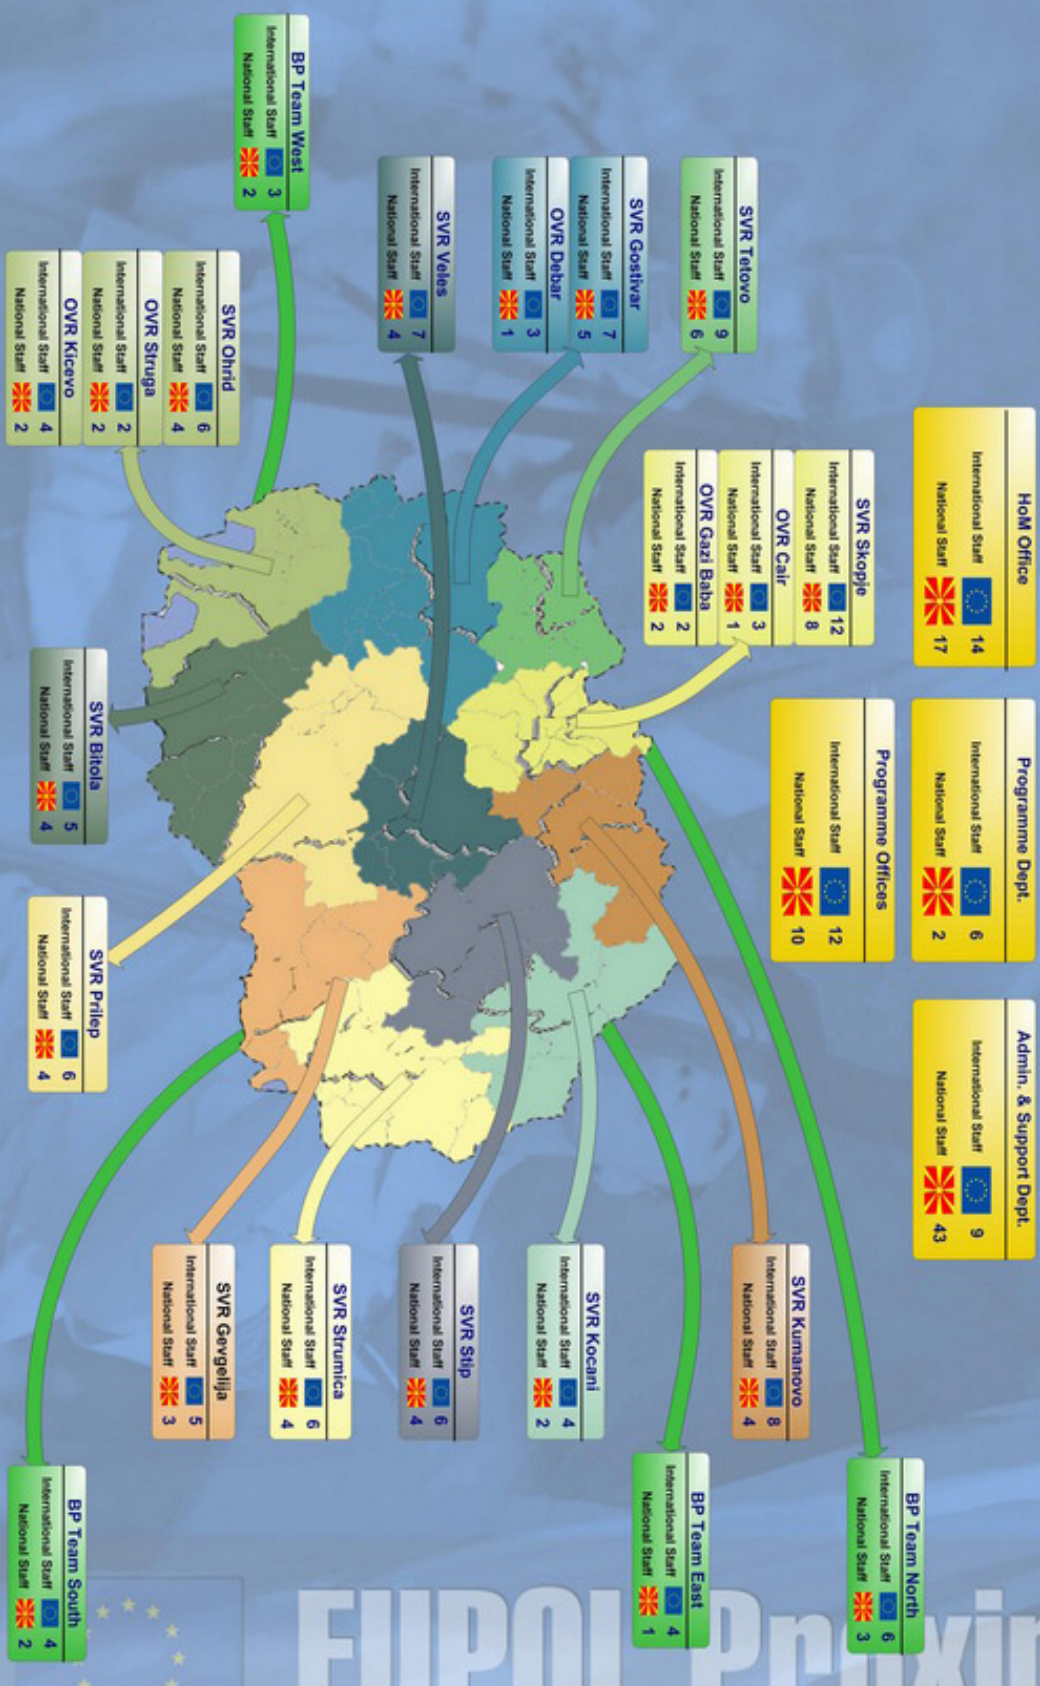 HoM Office
International Staff 14
National Staff 17
Programme Dept.
International Staff 6
National Staff 2
Admin. & Support Dept.
International Staff 9
National Staff 43
Programme Offices
International Staff 12
National Staff 10
SVR Skopje
International Staff 12
National Staff 8
OVR Cair
International Staff 3
National Staff 1
OVR Gazi Baba
International Staff 2
National Staff 2
SVR Tetovo
International Staff 9
National Staff 6
SVR Gostivar
International Staff 7
National Staff 5
OVR Debar
International Staff 3
National Staff 1
SVR Veles
International Staff 7
National Staff 4
BP Team West
International Staff 3
National Staff 2
SVR Ohrid
International Staff 6
National Staff 4
OVR Struga
International Staff 2
National Staff 2
OVR Kicevo
International Staff 4
National Staff 2
SVR Bitola
International Staff 5
National Staff 4
SVR Prilep
International Staff 6
National Staff 4
BP Team North
International Staff 6
National Staff 3
SVR Kumanovo
International Staff 8
National Staff 4
BP Team East
International Staff 4
National Staff 1
SVR Kocani
International Staff 4
National Staff 2
SVR Stip
International Staff 6
National Staff 4
SVR Strumica
International Staff 6
National Staff 4
SVR Gevgelija
International Staff 5
National Staff 3
BP Team South
International Staff 4
National Staff 2